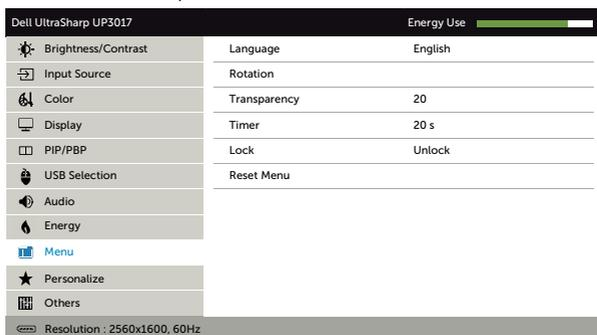 Dell UltraSharp UP3017 Energy Use
Brightness/Contrast Language English
Input Source Rotation
Color Transparency 20
Display Timer 20 s
PIP/PBP Lock Unlock
USB Selection Reset Menu
Audio
Energy
Menu
Personalize
Others
Resolution : 2560x1600, 60Hz